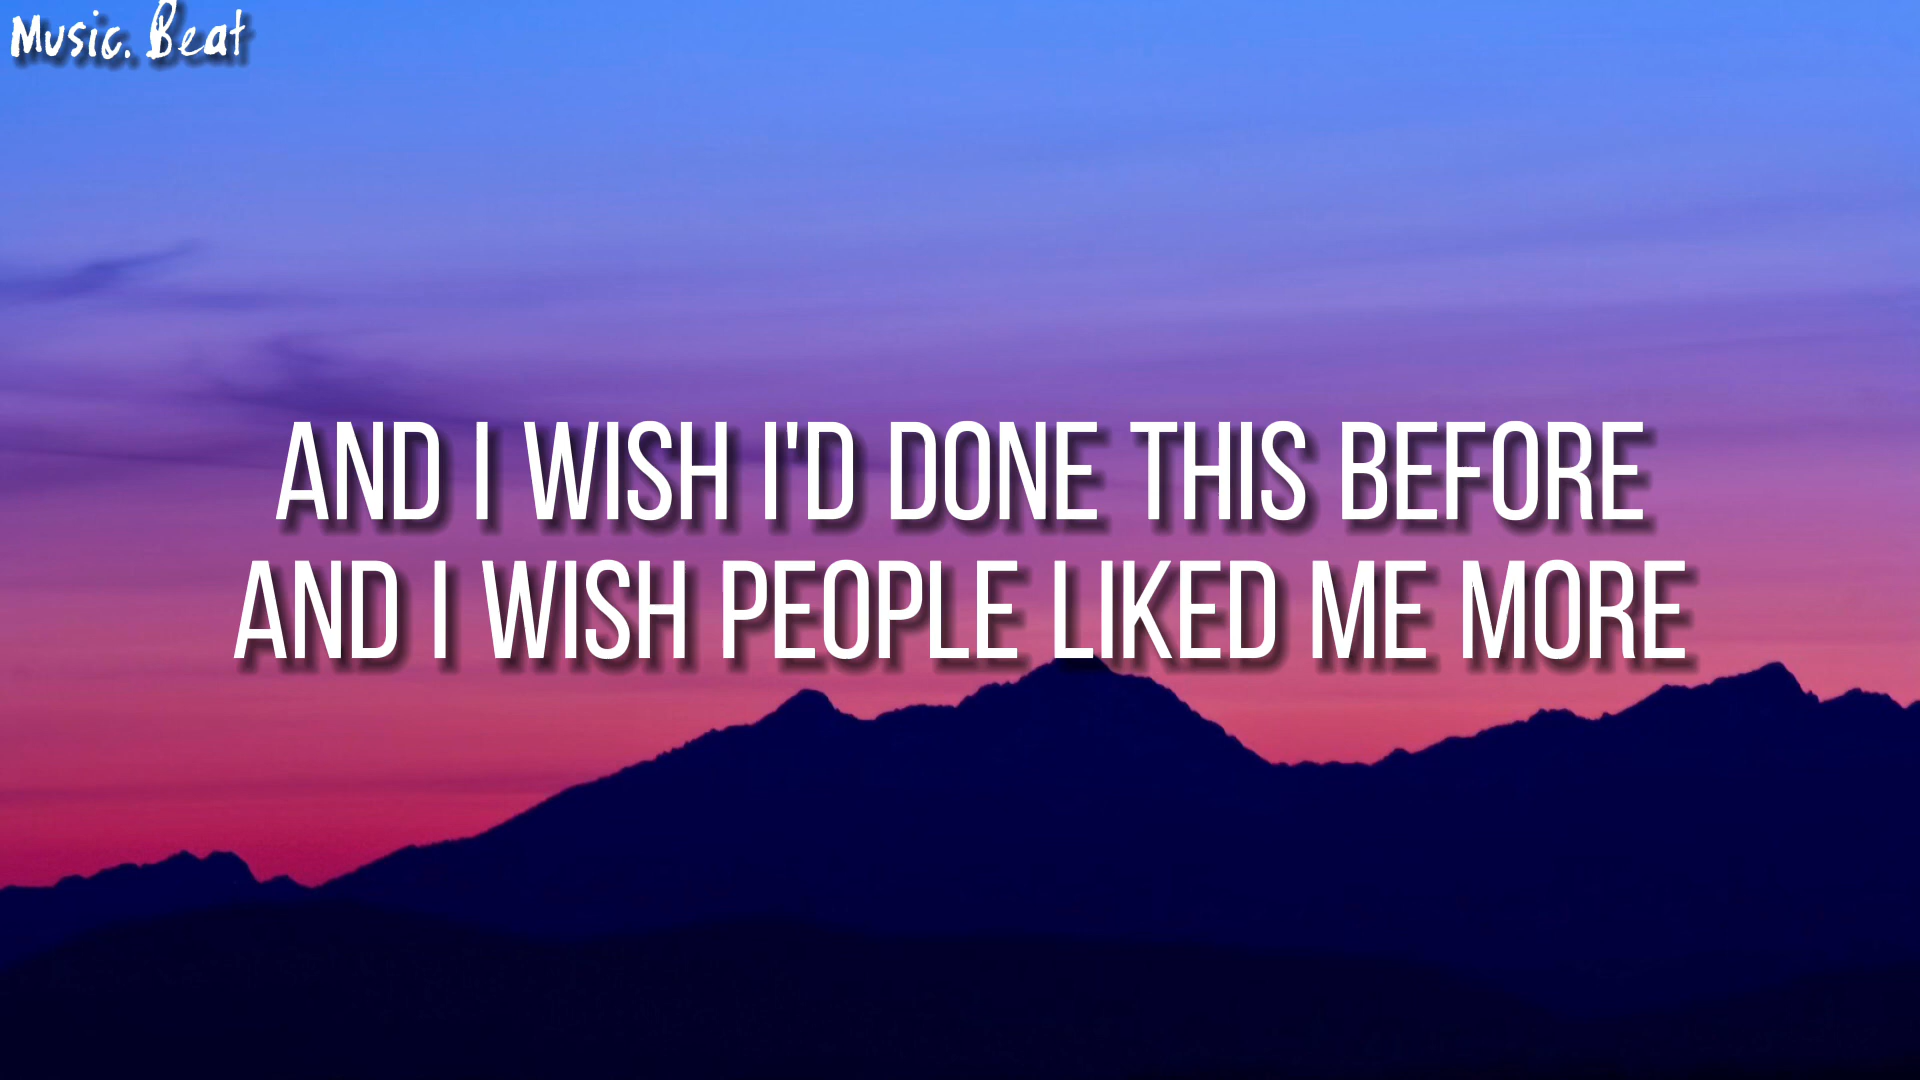 Music. Beat
AND I WISH I'D DONE THIS BEFORE
AND I WISH PEOPLE LIKED ME MORE